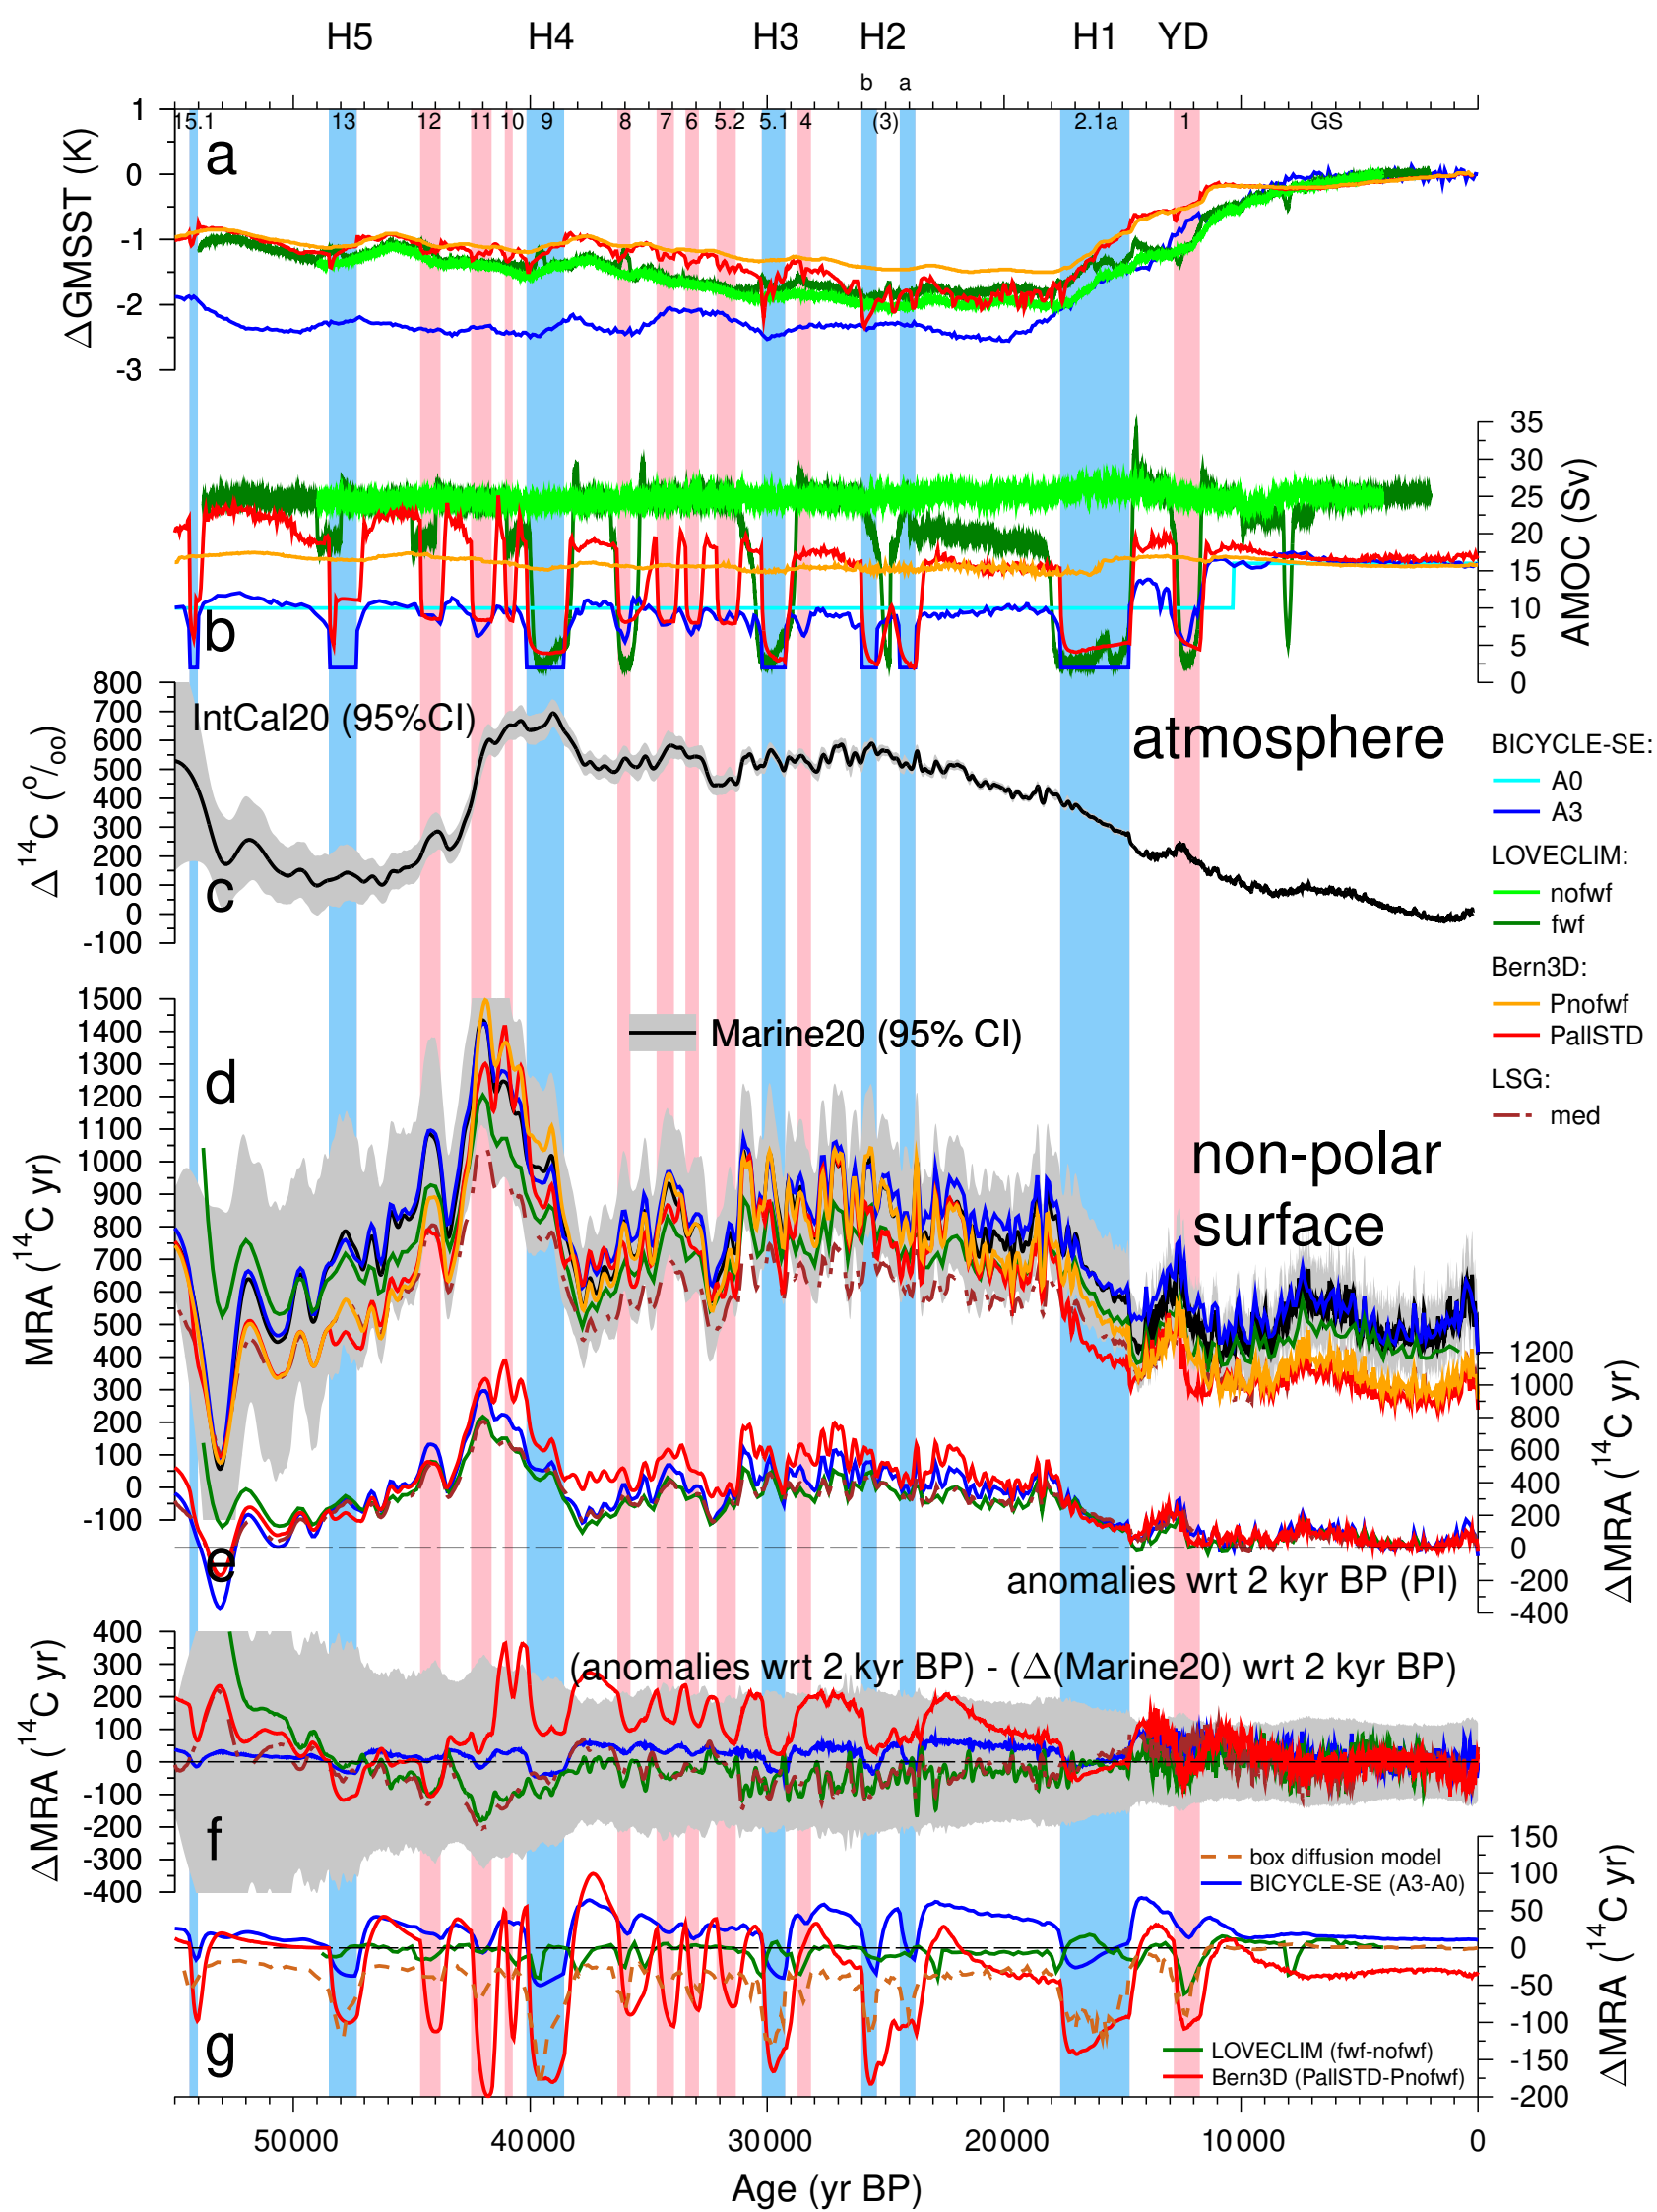 H5 H4 H3 H2 H1 YD
b a
15.1 13 12 11 10 9 8 7 6 5.2 5.1 4 (3) 2.1a 1 GS
a
ΔGMSST (K)
1
0
-1
-2
-3
b
AMOC (Sv)
35
30
25
20
15
10
5
0
IntCal20 (95%CI)
atmosphere
c
Δ ¹⁴C (⁰/₀₀)
800
700
600
500
400
300
200
100
0
-100
BICYCLE-SE:
A0
A3
LOVECLIM:
nofwf
fwf
Bern3D:
Pnofwf
PallSTD
LSG:
med
d
Marine20 (95% CI)
non-polar
surface
MRA (¹⁴C yr)
1500
1400
1300
1200
1100
1000
900
800
700
600
500
400
300
200
100
0
-100
e
anomalies wrt 2 kyr BP (PI)
ΔMRA (¹⁴C yr)
1200
1000
800
600
400
200
0
-200
-400
(anomalies wrt 2 kyr BP) - (Δ(Marine20) wrt 2 kyr BP)
f
ΔMRA (¹⁴C yr)
400
300
200
100
0
-100
-200
-300
-400
box diffusion model
BICYCLE-SE (A3-A0)
g
LOVECLIM (fwf-nofwf)
Bern3D (PallSTD-Pnofwf)
ΔMRA (¹⁴C yr)
150
100
50
0
-50
-100
-150
-200
50000 40000 30000 20000 10000 0
Age (yr BP)